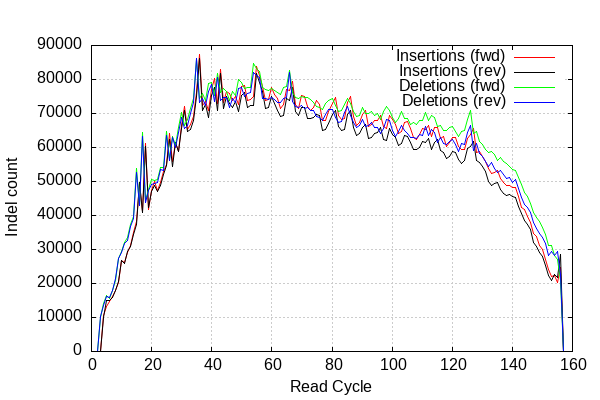 90000
80000
70000
60000
50000
40000
30000
20000
10000
0
Indel count
Insertions (fwd)
Insertions (rev)
Deletions (fwd)
Deletions (rev)
0 20 40 60 80 100 120 140 160
Read Cycle